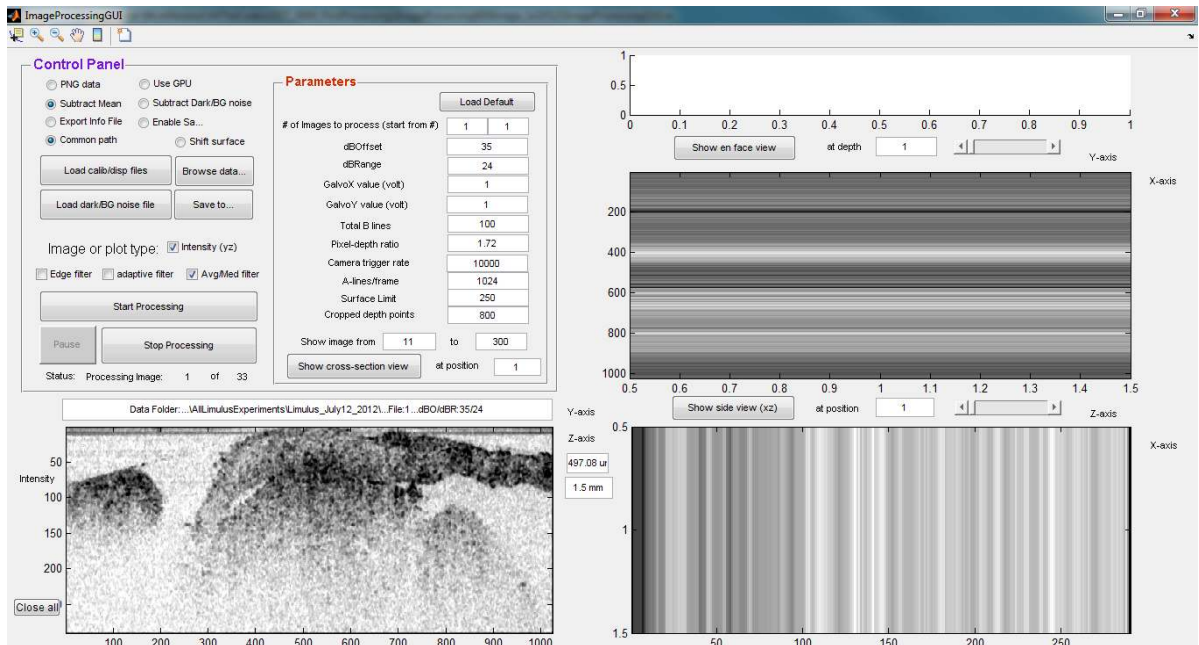 ImageProcessingGUI
Control Panel
PNG data Use GPU
Subtract Mean Subtract Dark/BG noise
Export Info File Enable Sa...
Common path Shift surface
Load calib/disp files Browse data...
Load dark/BG noise file Save to...
Image or plot type: Intensity (yz)
Edge filter adaptive filter Avg/Med filter
Start Processing
Pause Stop Processing
Status: Processing Image: 1 of 33
Parameters
Load Default
# of Images to process (start from #) 1 1
dBOffset 35
dBRange 24
GalvoX value (volt) 1
GalvoY value (volt) 1
Total B lines 100
Pixel-depth ratio 1.72
Camera trigger rate 10000
A-lines/frame 1024
Surface Limit 250
Cropped depth points 800
Show image from 11 to 300
Show cross-section view at position 1
Data Folder:...\AllLimulusExperiments\Limulus_July12_2012\...File:1...dBO/dBR:35/24
Y-axis
Z-axis
497.08 ur
1.5 mm
50
Intensity
100
150
200
Close all
100 200 300 400 500 600 700 800 900 1000
1
0.5
0
0 0.1 0.2 0.3 0.4 0.5 0.6 0.7 0.8 0.9 1
Show en face view at depth 1
Y-axis
X-axis
200
400
600
800
1000
0.5 0.6 0.7 0.8 0.9 1 1.1 1.2 1.3 1.4 1.5
Show side view (xz) at position 1
Z-axis
X-axis
0.5
1
1.5
50 100 150 200 250